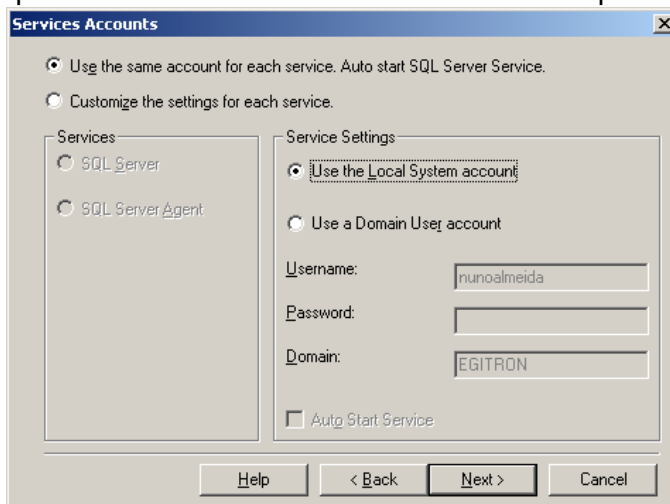 Services Accounts
Use the same account for each service. Auto start SQL Server Service.
Customize the settings for each service.
Services
SQL Server
SQL Server Agent
Service Settings
Use the Local System account
Use a Domain User account
Username:
nunoalmeida
Password:
Domain:
EGITRON
Auto Start Service
Help
< Back
Next >
Cancel